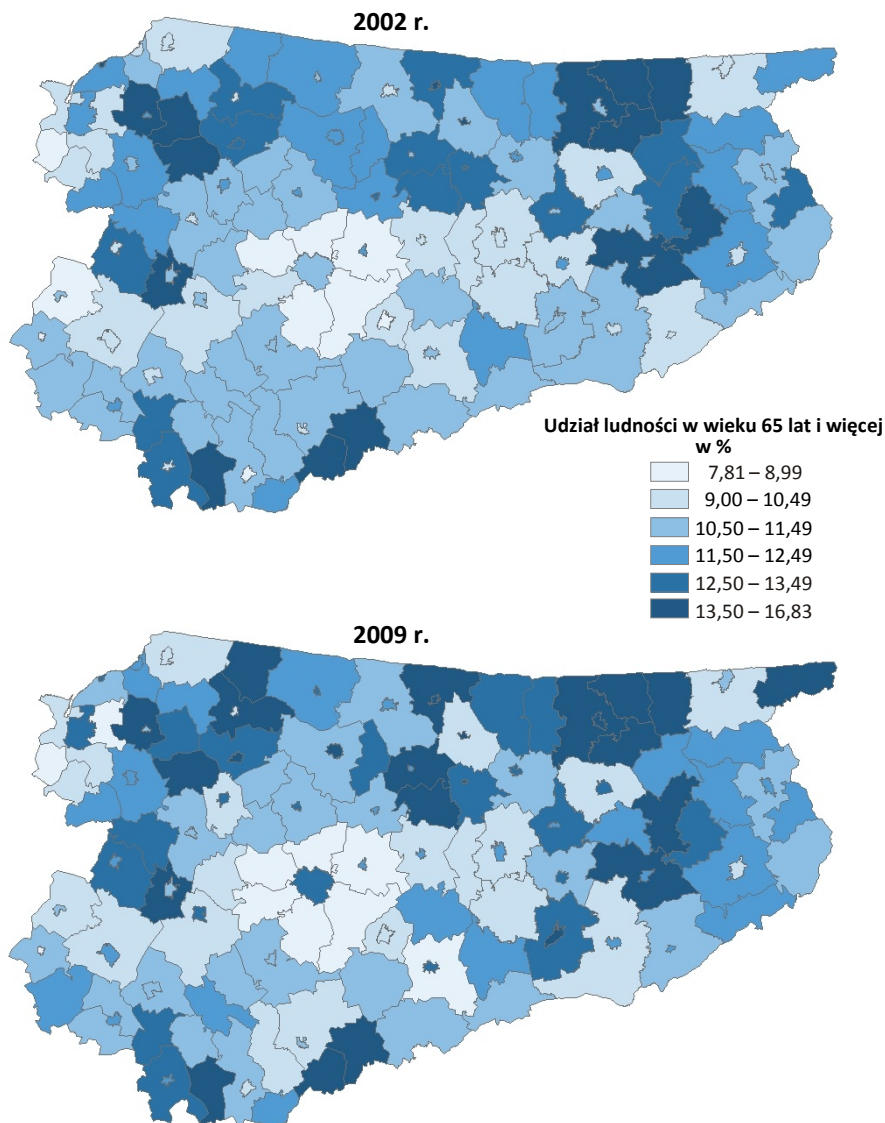 2002 r.
Udział ludności w wieku 65 lat i więcej
w %
7,81 – 8,99
9,00 – 10,49
10,50 – 11,49
11,50 – 12,49
12,50 – 13,49
13,50 – 16,83
2009 r.